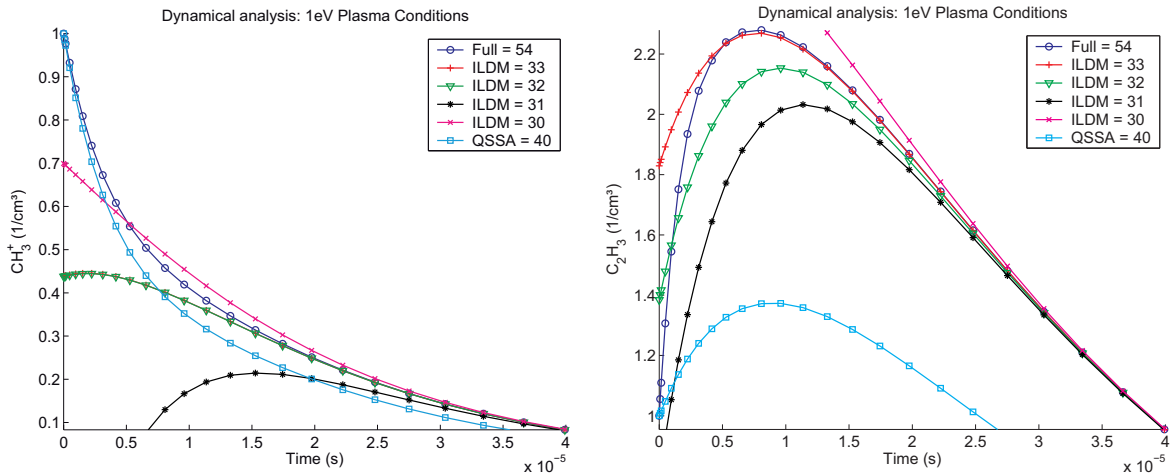 Dynamical analysis: 1eV Plasma Conditions
CH₃⁺ (1/cm³)
1
0.9
0.8
0.7
0.6
0.5
0.4
0.3
0.2
0.1
Full = 54
ILDM = 33
ILDM = 32
ILDM = 31
ILDM = 30
QSSA = 40
0 0.5 1 1.5 2 2.5 3 3.5 4
Time (s)
x 10⁻⁵
Dynamical analysis: 1eV Plasma Conditions
C₂H₃ (1/cm³)
2.2
2
1.8
1.6
1.4
1.2
1
Full = 54
ILDM = 33
ILDM = 32
ILDM = 31
ILDM = 30
QSSA = 40
0 0.5 1 1.5 2 2.5 3 3.5 4
Time (s)
x 10⁻⁵